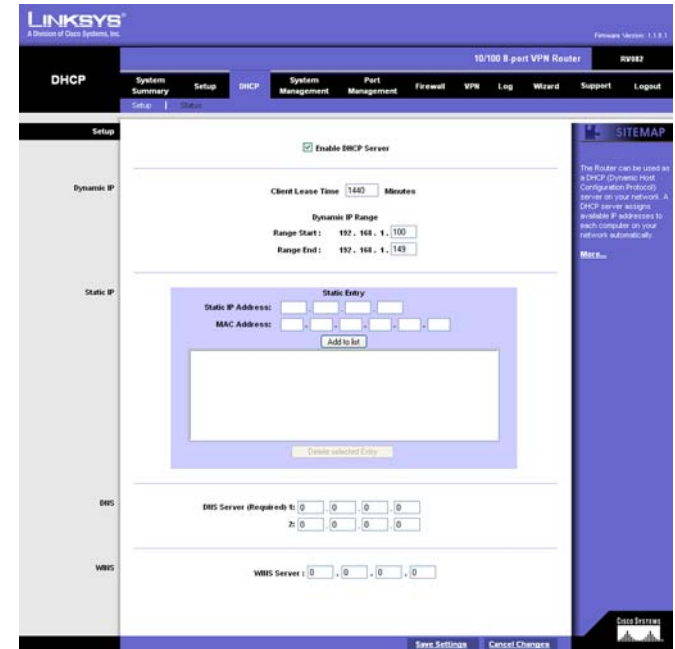 LINKSYS®
A Division of Cisco Systems, Inc.
Firmware Version: 1.1.8.1
10/100 8-port VPN Router
RV082
DHCP
System Summary
Setup
DHCP
System Management
Port Management
Firewall
VPN
Log
Wizard
Support
Logout
Setup | Status
Setup
SITEMAP
Enable DHCP Server
The Router can be used as
a DHCP (Dynamic Host
Configuration Protocol)
server on your network. A
DHCP server assigns
available IP addresses to
each computer on your
network automatically.
More...
Dynamic IP
Client Lease Time 1440 Minutes
Dynamic IP Range
Range Start : 192 . 168 . 1 . 100
Range End : 192 . 168 . 1 . 149
Static IP
Static Entry
Static IP Address:
MAC Address:
Add to list
Delete selected Entry
DNS
DNS Server (Required) 1: 0 . 0 . 0 . 0
2: 0 . 0 . 0 . 0
WINS
WINS Server : 0 . 0 . 0 . 0
Save Settings
Cancel Changes
CISCO SYSTEMS